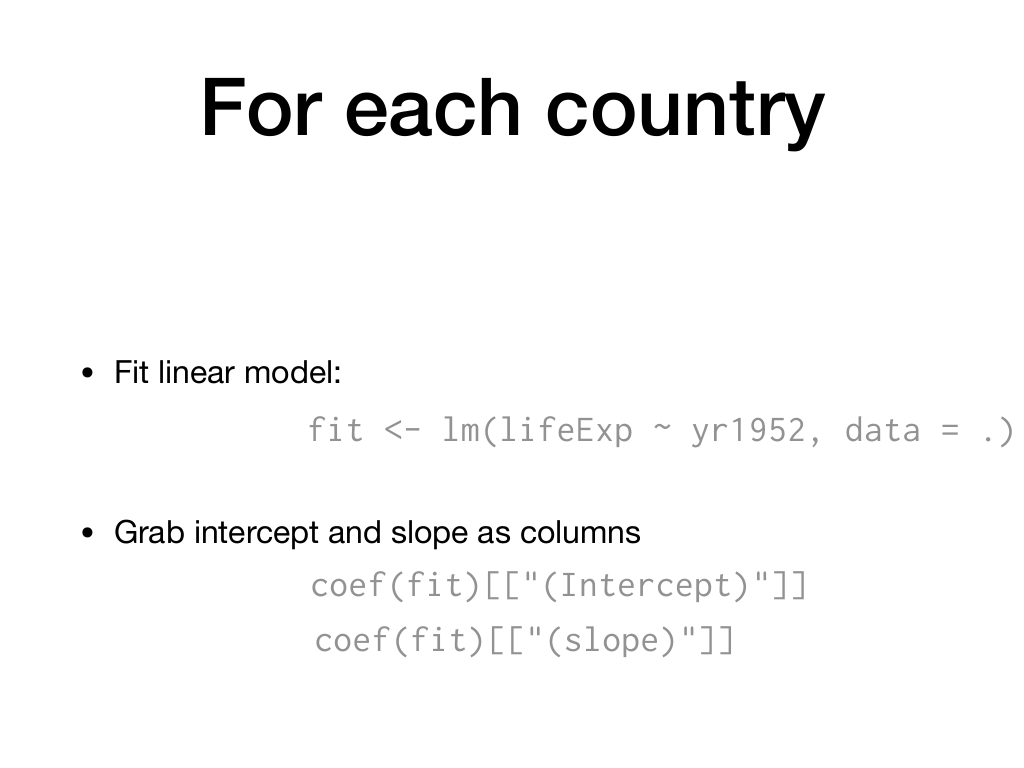 For each country
• Fit linear model:
fit <- lm(lifeExp ~ yr1952, data = .)
• Grab intercept and slope as columns
coef(fit)[["(Intercept)"]]
coef(fit)[["(slope)"]]